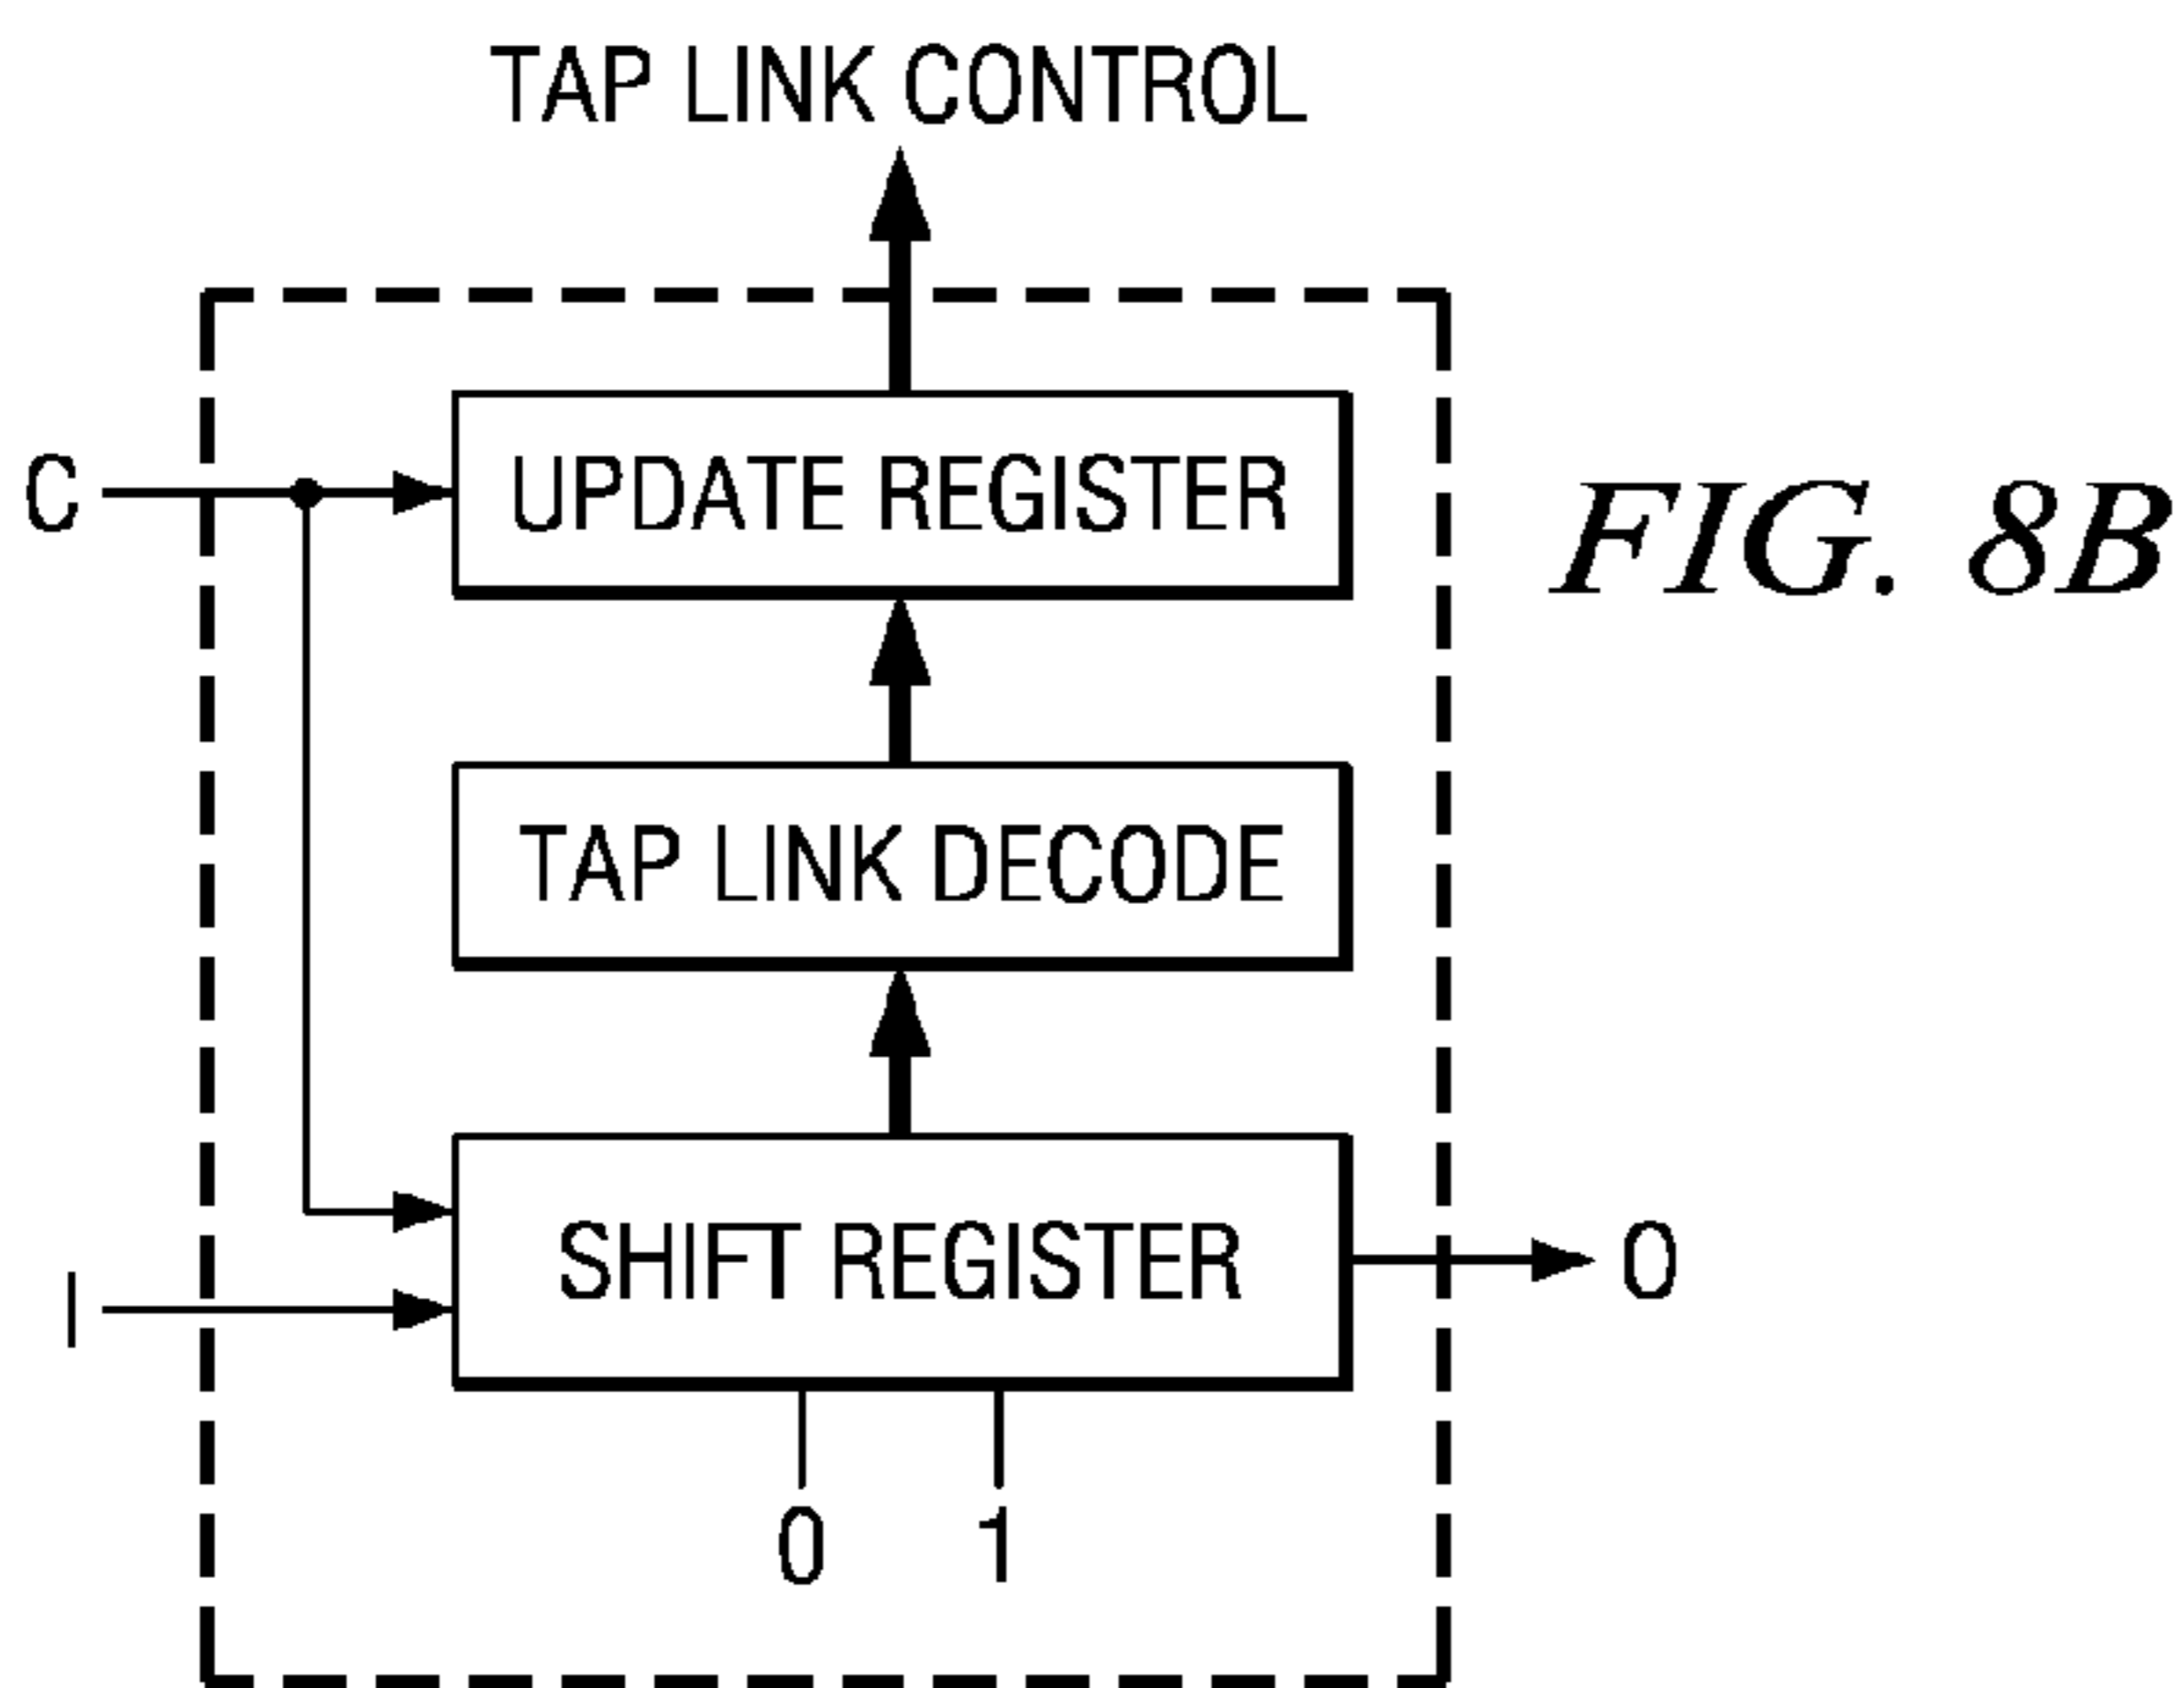 TAP LINK CONTROL
C
UPDATE REGISTER
FIG. 8B
TAP LINK DECODE
SHIFT REGISTER
I
O
0 1